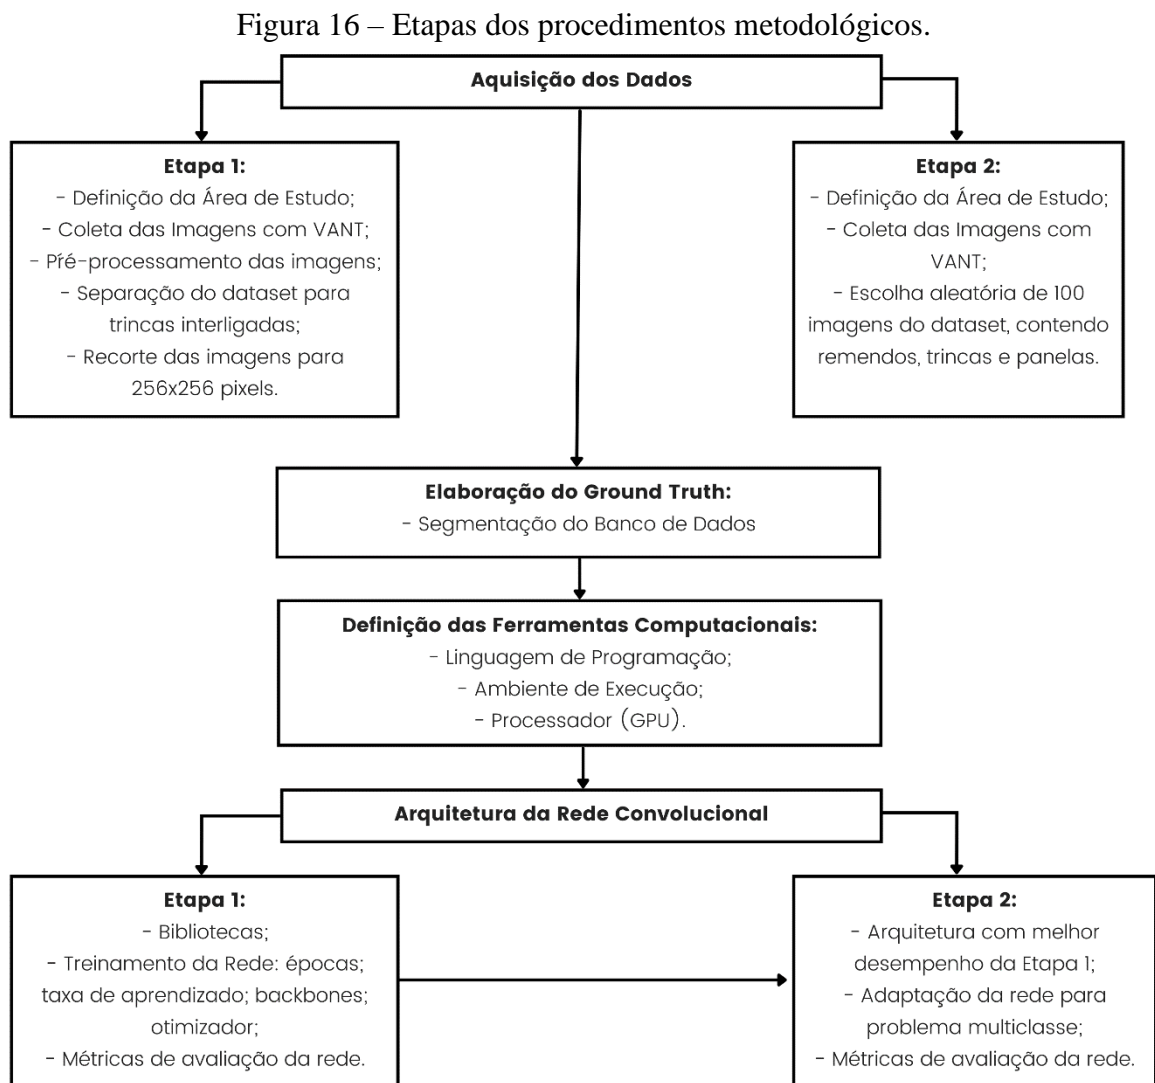 Figura 16 – Etapas dos procedimentos metodológicos.
Aquisição dos Dados
Etapa 1:
- Definição da Área de Estudo;
- Coleta das Imagens com VANT;
- Pŕé-processamento das imagens;
- Separação do dataset para
trincas interligadas;
- Recorte das imagens para
256x256 pixels.
Etapa 2:
- Definição da Área de Estudo;
- Coleta das Imagens com
VANT;
- Escolha aleatória de 100
imagens do dataset, contendo
remendos, trincas e panelas.
Elaboração do Ground Truth:
- Segmentação do Banco de Dados
Definição das Ferramentas Computacionais:
- Linguagem de Programação;
- Ambiente de Execução;
- Processador (GPU).
Arquitetura da Rede Convolucional
Etapa 1:
- Bibliotecas;
- Treinamento da Rede: épocas;
taxa de aprendizado; backbones;
otimizador;
- Métricas de avaliação da rede.
Etapa 2:
- Arquitetura com melhor
desempenho da Etapa 1;
- Adaptação da rede para
problema multiclasse;
- Métricas de avaliação da rede.